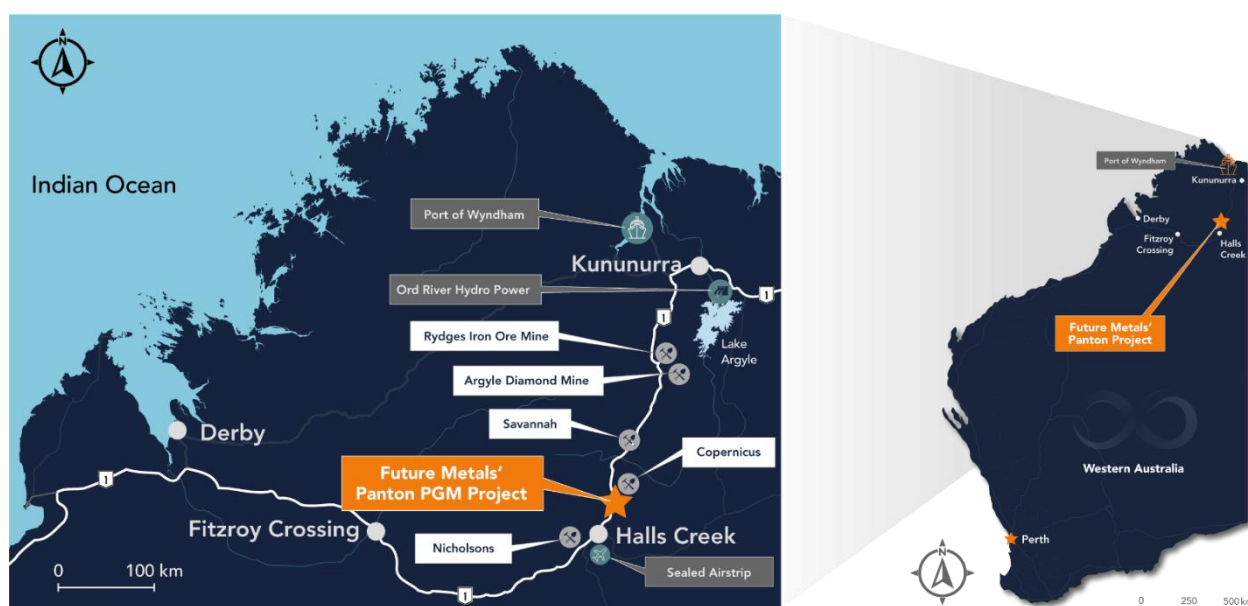 N
Indian Ocean
Port of Wyndham
Kununurra
Ord River Hydro Power
1
1
Rydges Iron Ore Mine
Lake
Argyle
Argyle Diamond Mine
Savannah
Derby
Copernicus
Future Metals'
Panton PGM Project
1
Fitzroy Crossing
Nicholsons
Halls Creek
Sealed Airstrip
0 100 km
1
Port of Wyndham
Kununurra
Derby
Fitzroy
Crossing
Halls
Creek
Future Metals'
Panton Project
Western Australia
Perth
N
0 250 500km